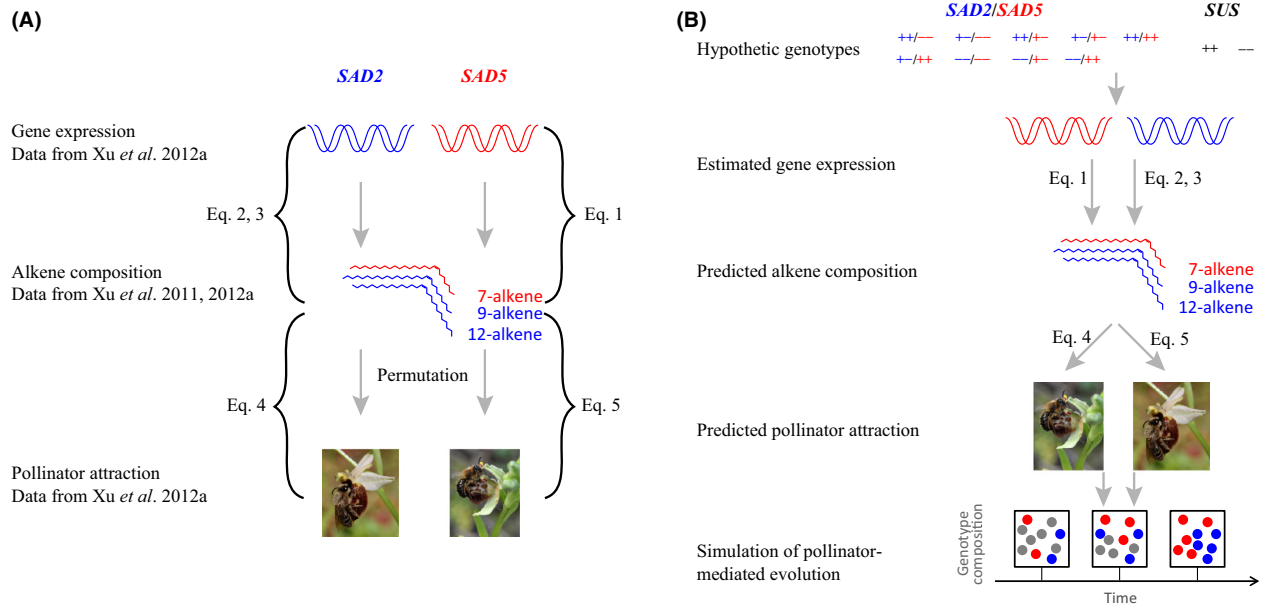 (A)
SAD2 SAD5
Gene expression
Data from Xu et al. 2012a
Eq. 2, 3
Eq. 1
Alkene composition
Data from Xu et al. 2011, 2012a
7-alkene
9-alkene
12-alkene
Permutation
Eq. 4
Eq. 5
Pollinator attraction
Data from Xu et al. 2012a
(B)
SAD2/SAD5 SUS
Hypothetic genotypes
++/−− +−/−− ++/+− +−/+− ++/++ ++ −−
+−/++ −−/−− −−/+− −−/++
Estimated gene expression
Eq. 1
Eq. 2, 3
Predicted alkene composition
7-alkene
9-alkene
12-alkene
Eq. 4
Eq. 5
Predicted pollinator attraction
Simulation of pollinator-
mediated evolution
Genotype
composition
Time